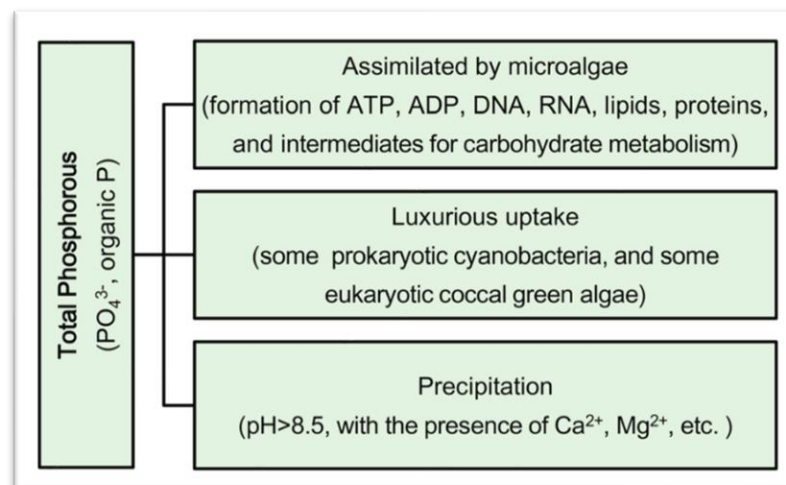 Total Phosphorous
(PO₄³⁻, organic P)
Assimilated by microalgae
(formation of ATP, ADP, DNA, RNA, lipids, proteins,
and intermediates for carbohydrate metabolism)
Luxurious uptake
(some prokaryotic cyanobacteria, and some
eukaryotic coccal green algae)
Precipitation
(pH>8.5, with the presence of Ca²⁺, Mg²⁺, etc. )